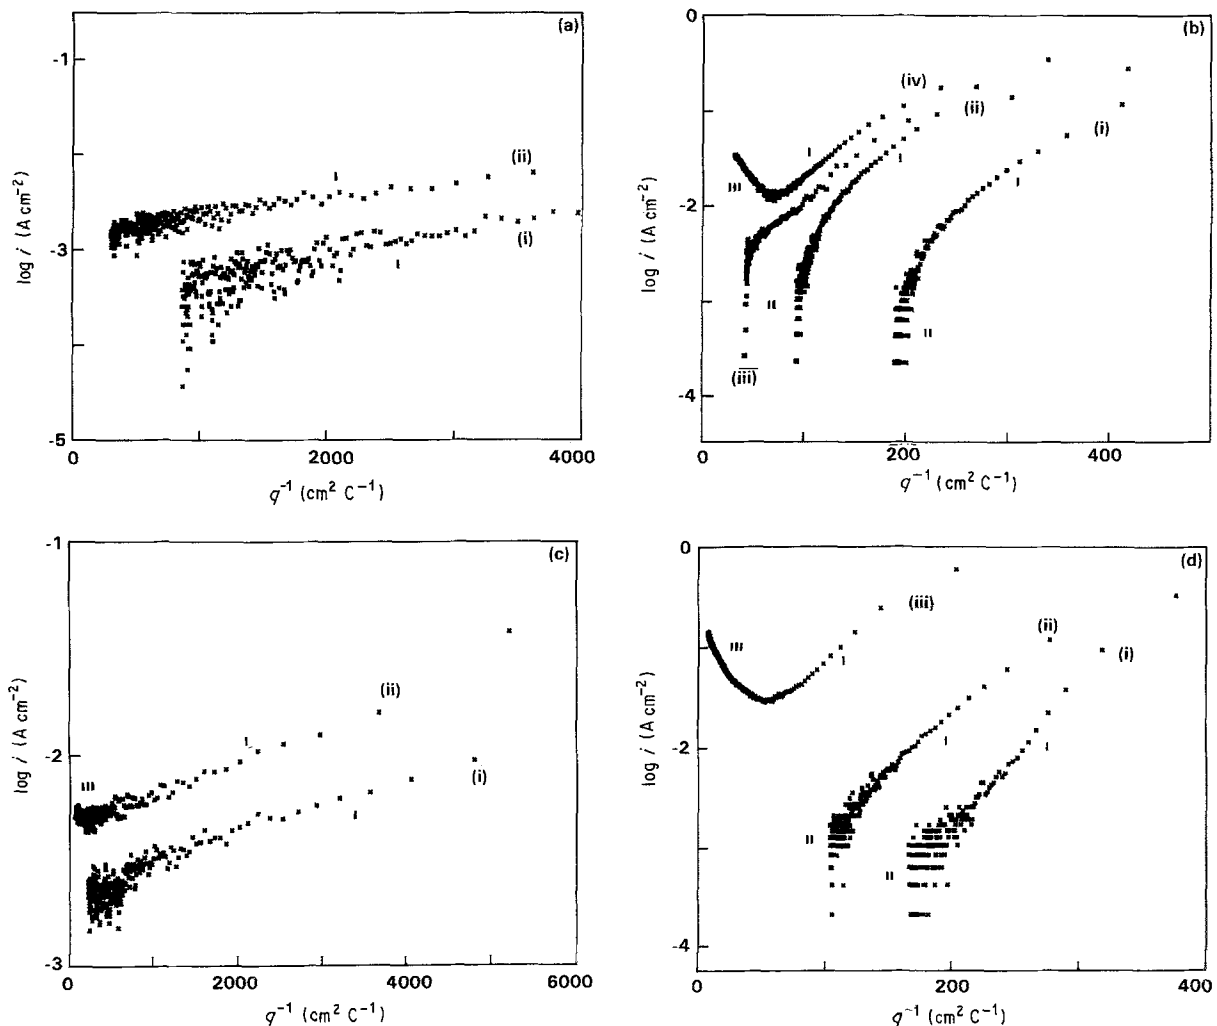 (a)
-1
-3
-5
(ii)
I
(i)
I
0
2000
4000
log i (A cm⁻²)
q⁻¹ (cm² C⁻¹)
(b)
0
-2
-4
(iv)
(ii)
(i)
I
I
I
III
II
II
(iii)
0
200
400
log i (A cm⁻²)
q⁻¹ (cm² C⁻¹)
(c)
-1
-2
-3
(ii)
I
III
(i)
I
0
2000
4000
6000
log i (A cm⁻²)
q⁻¹ (cm² C⁻¹)
(d)
0
-2
-4
(iii)
III
I
(ii)
(i)
I
I
II
II
0
100
200
400
log i (A cm⁻²)
q⁻¹ (cm² C⁻¹)